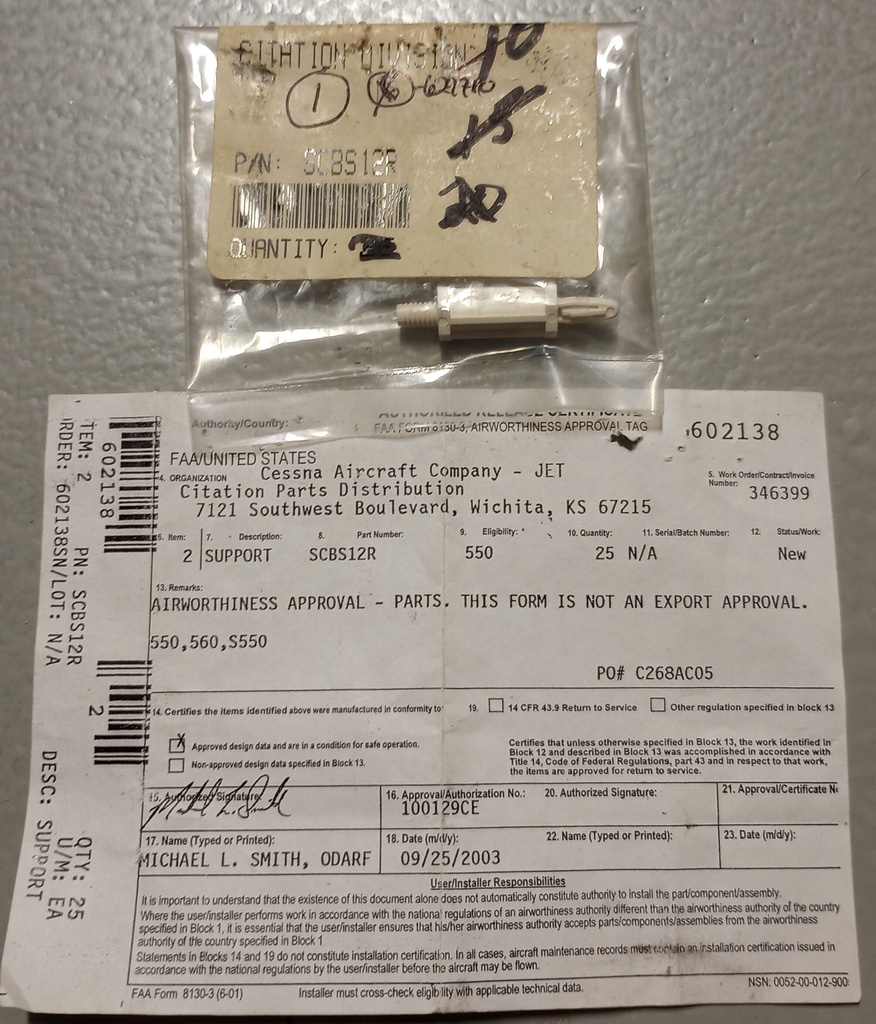 CITATION DIVISION 10
1
P/N: SCBS12R 15
20
QUANTITY:
Authority/Country: AUTHORIZED RELEASE CERTIFICATE
FAA FORM 8130-3, AIRWORTHINESS APPROVAL TAG 602138
FAA/UNITED STATES
4. ORGANIZATION Cessna Aircraft Company - JET 5. Work Order/Contract/Invoice
Citation Parts Distribution Number: 346399
7121 Southwest Boulevard, Wichita, KS 67215
6. Item: 7. Description: 8. Part Number: 9. Eligibility: 10. Quantity: 11. Serial/Batch Number: 12. Status/Work:
2 SUPPORT SCBS12R 550 25 N/A New
13. Remarks:
AIRWORTHINESS APPROVAL - PARTS. THIS FORM IS NOT AN EXPORT APPROVAL.
550,560,S550
PO# C268AC05
14. Certifies the items identified above were manufactured in conformity to: 19. 14 CFR 43.9 Return to Service Other regulation specified in block 13
X Approved design data and are in a condition for safe operation.
Non-approved design data specified in Block 13.
Certifies that unless otherwise specified in Block 13, the work identified in
Block 12 and described in Block 13 was accomplished in accordance with
Title 14, Code of Federal Regulations, part 43 and in respect to that work,
the items are approved for return to service.
15. Authorized Signature: 16. Approval/Authorization No.: 20. Authorized Signature: 21. Approval/Certificate No
100129CE
17. Name (Typed or Printed): 18. Date (m/d/y): 22. Name (Typed or Printed): 23. Date (m/d/y):
MICHAEL L. SMITH, ODARF 09/25/2003
User/Installer Responsibilities
It is important to understand that the existence of this document alone does not automatically constitute authority to install the part/component/assembly.
Where the user/installer performs work in accordance with the national regulations of an airworthiness authority different than the airworthiness authority of the country
specified in Block 1, it is essential that the user/installer ensures that his/her airworthiness authority accepts parts/components/assemblies from the airworthiness
authority of the country specified in Block 1
Statements in Blocks 14 and 19 do not constitute installation certification. In all cases, aircraft maintenance records must contain an installation certification issued in
accordance with the national regulations by the user/installer before the aircraft may be flown.
FAA Form 8130-3 (6-01) Installer must cross-check eligibility with applicable technical data. NSN: 0052-00-012-900
602138
2
ITEM: 2 PN: SCBS12R DESC: SUPPORT
QTY: 25
U/M: EA
ORDER: 602138SN/LOT: N/A